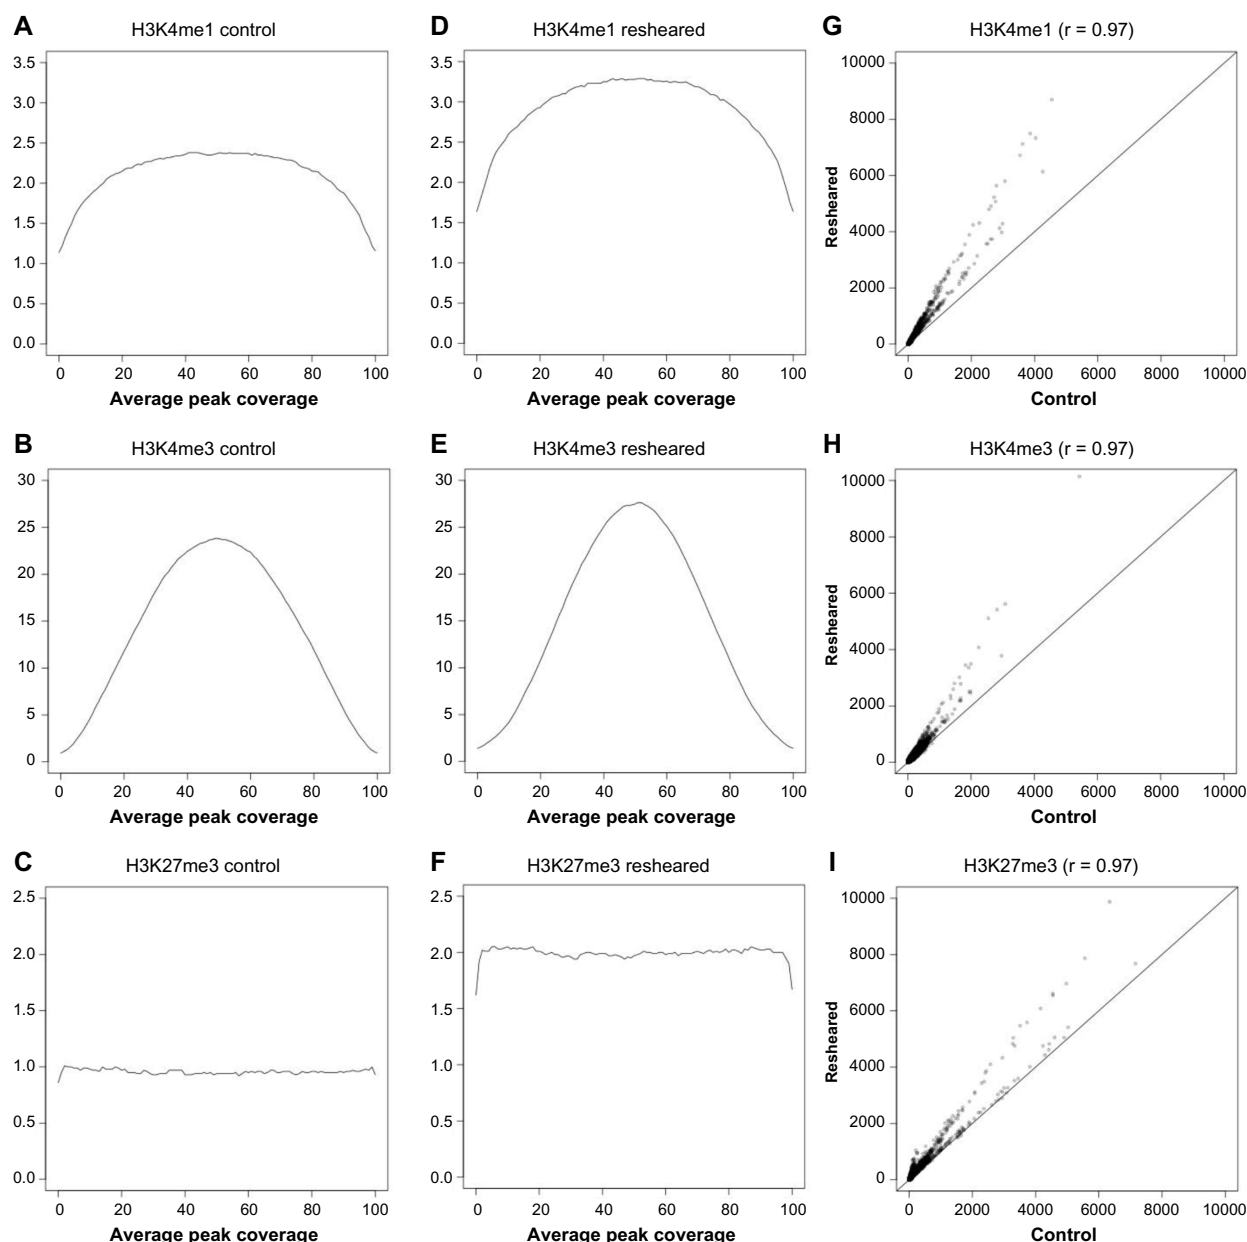 A
H3K4me1 control
3.5
3.0
2.5
2.0
1.5
1.0
0.5
0.0
0 20 40 60 80 100
Average peak coverage
D
H3K4me1 resheared
3.5
3.0
2.5
2.0
1.5
1.0
0.5
0.0
0 20 40 60 80 100
Average peak coverage
G
H3K4me1 (r = 0.97)
Resheared
10000
8000
6000
4000
2000
0
0 2000 4000 6000 8000 10000
Control
B
H3K4me3 control
30
25
20
15
10
5
0
0 20 40 60 80 100
Average peak coverage
E
H3K4me3 resheared
30
25
20
15
10
5
0
0 20 40 60 80 100
Average peak coverage
H
H3K4me3 (r = 0.97)
Resheared
10000
8000
6000
4000
2000
0
0 2000 4000 6000 8000 10000
Control
C
H3K27me3 control
2.5
2.0
1.5
1.0
0.5
0.0
0 20 40 60 80 100
Average peak coverage
F
H3K27me3 resheared
2.5
2.0
1.5
1.0
0.5
0.0
0 20 40 60 80 100
Average peak coverage
I
H3K27me3 (r = 0.97)
Resheared
10000
8000
6000
4000
2000
0
0 2000 4000 6000 8000 10000
Control